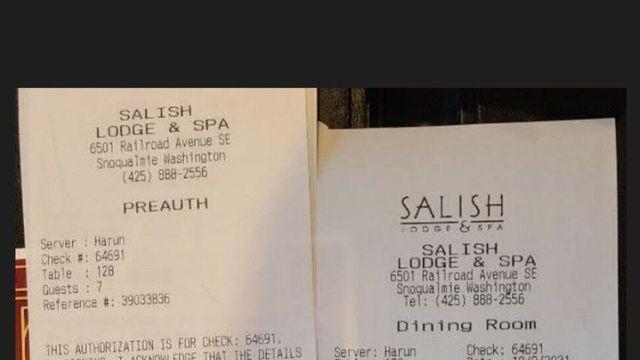 SALISH
LODGE & SPA
6501 Railroad Avenue SE
Snoqualmie Washington
(425) 888-2556
PREAUTH
Server : Harun
Check #: 64691
Table : 128
Guests : 7
Reference #: 39033836
THIS AUTHORIZATION IS FOR CHECK: 64691.
I ACKNOWLEDGE THAT THE DETAILS
SALISH
LODGE & SPA
SALISH
LODGE & SPA
6501 Railroad Avenue SE
Snoqualmie Washington
Tel: (425) 888-2556
Dining Room
Server: Harun Check: 64691